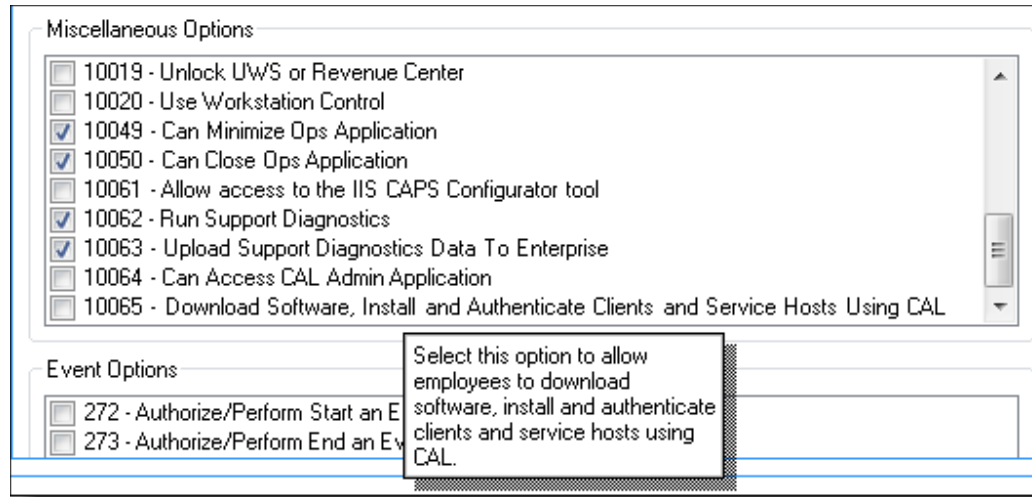 Miscellaneous Options
10019 - Unlock UWS or Revenue Center
10020 - Use Workstation Control
10049 - Can Minimize Ops Application
10050 - Can Close Ops Application
10061 - Allow access to the IIS CAPS Configurator tool
10062 - Run Support Diagnostics
10063 - Upload Support Diagnostics Data To Enterprise
10064 - Can Access CAL Admin Application
10065 - Download Software, Install and Authenticate Clients and Service Hosts Using CAL
Event Options
272 - Authorize/Perform Start an E
273 - Authorize/Perform End an Ev
Select this option to allow
employees to download
software, install and authenticate
clients and service hosts using
CAL.